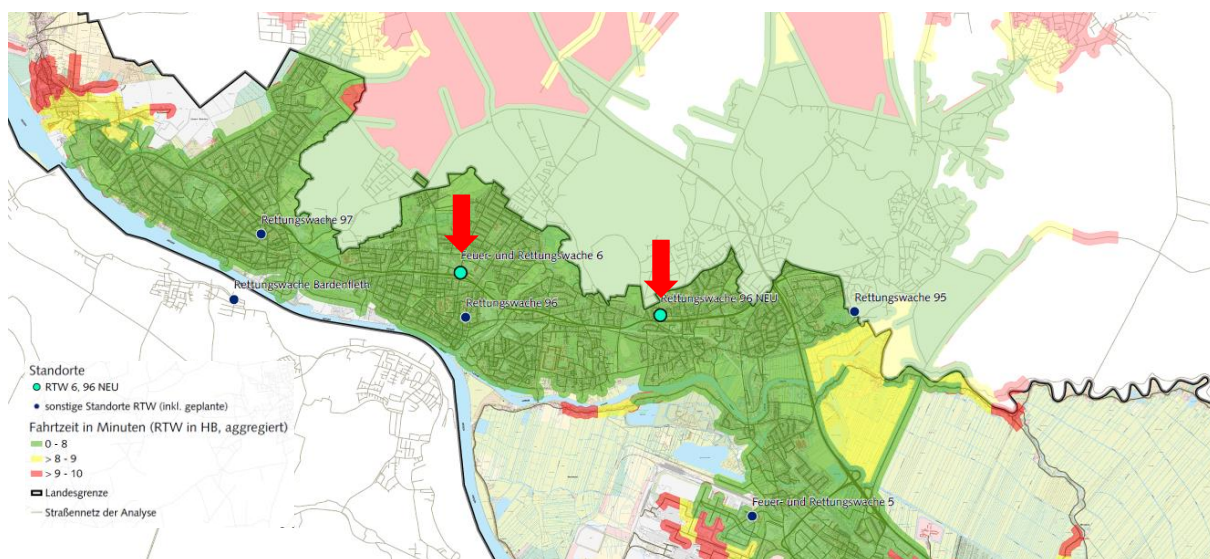 Rettungswache 97
Feuer- und Rettungswache 6
Rettungswache Bardenfleth
Rettungswache 96
Rettungswache 96 NEU
Rettungswache 95
Feuer- und Rettungswache 5
Standorte
RTW 6, 96 NEU
sonstige Standorte RTW (inkl. geplante)
Fahrtzeit in Minuten (RTW in HB, aggregiert)
0 - 8
> 8 - 9
> 9 - 10
Landesgrenze
Straßennetz der Analyse